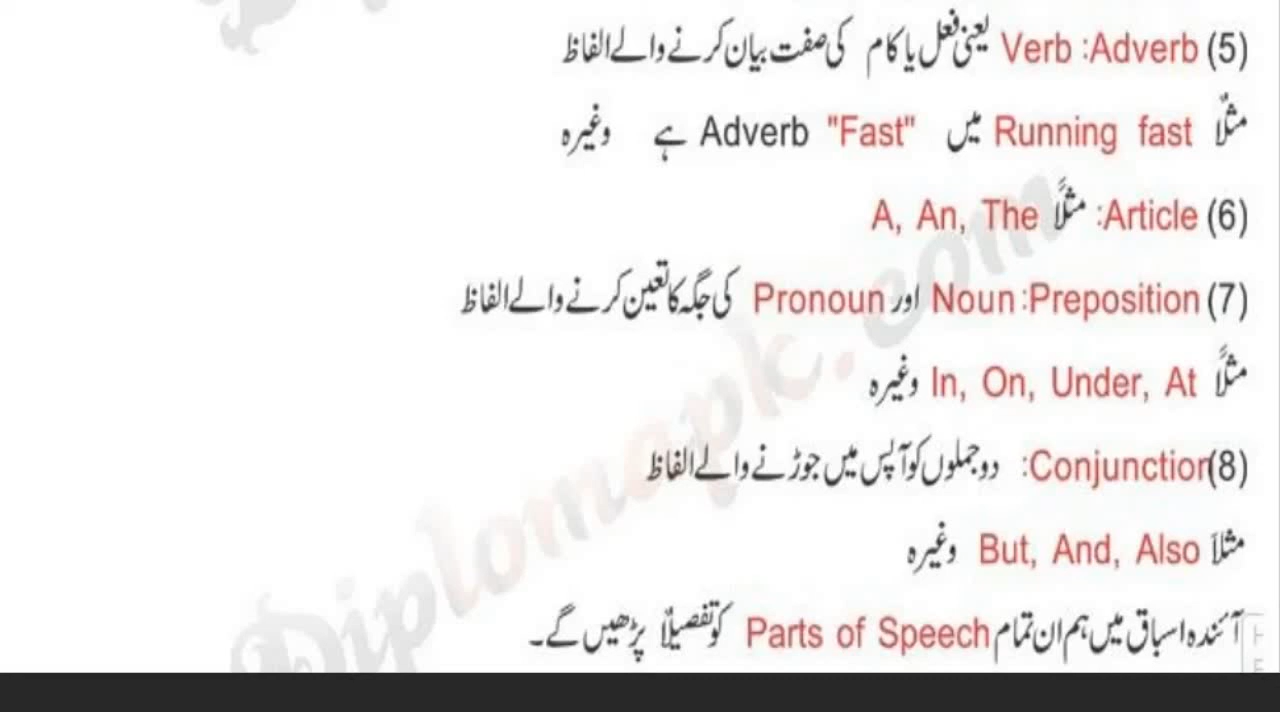 (5) Adverb: Verb یعنی فعل یا کام کی صفت بیان کرنے والے الفاظ
مثلاً Running fast میں "Fast" Adverb ہے وغیرہ
(6) Article: مثلاً A, An, The
(7) Preposition: Noun اور Pronoun کی جگہ کا تعین کرنے والے الفاظ
مثلاً In, On, Under, At وغیرہ
(8) Conjunction: دو جملوں کو آپس میں جوڑنے والے الفاظ
مثلاً But, And, Also وغیرہ
آئندہ اسباق میں ہم ان تمام Parts of Speech کو تفصیلاً پڑھیں گے۔
Diplomapk.com